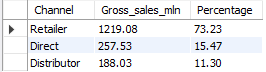 Channel Gross_sales_mln Percentage
Retailer 1219.08 73.23
Direct 257.53 15.47
Distributor 188.03 11.30